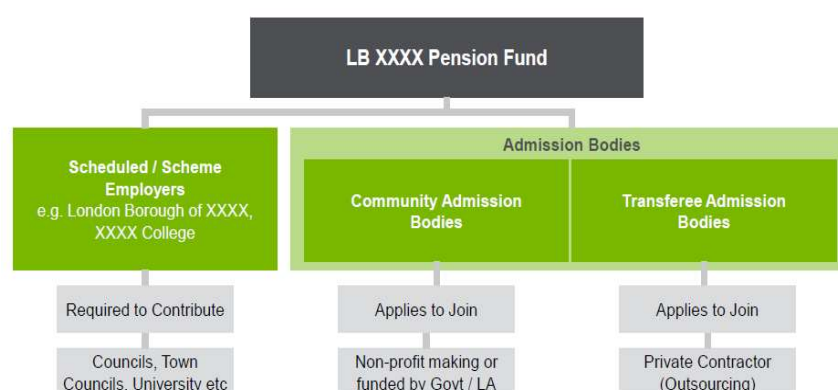 LB XXXX Pension Fund
Scheduled / Scheme
Employers
e.g. London Borough of XXXX,
XXXX College
Admission Bodies
Community Admission
Bodies
Transferee Admission
Bodies
Required to Contribute
Applies to Join
Applies to Join
Councils, Town
Councils, University etc
Non-profit making or
funded by Govt / LA
Private Contractor
(Outsourcing)